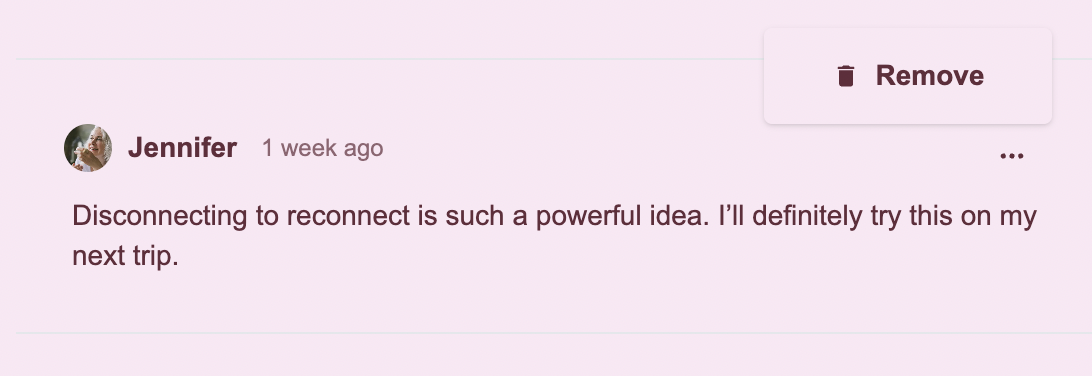 Remove
Jennifer 1 week ago
...
Disconnecting to reconnect is such a powerful idea. I’ll definitely try this on my
next trip.